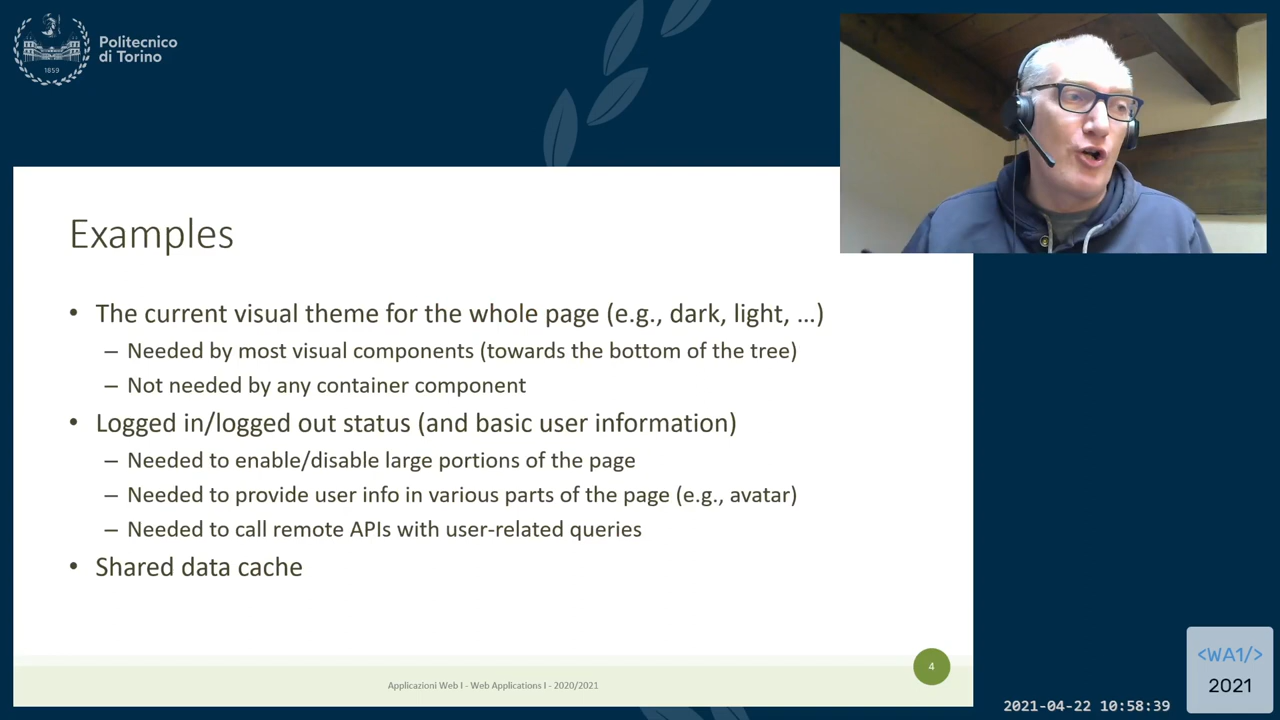 Politecnico
di Torino
1859
Examples
• The current visual theme for the whole page (e.g., dark, light, …)
– Needed by most visual components (towards the bottom of the tree)
– Not needed by any container component
• Logged in/logged out status (and basic user information)
– Needed to enable/disable large portions of the page
– Needed to provide user info in various parts of the page (e.g., avatar)
– Needed to call remote APIs with user-related queries
• Shared data cache
4
Applicazioni Web I - Web Applications I - 2020/2021
<WA1/>
2021
2021-04-22 10:58:39